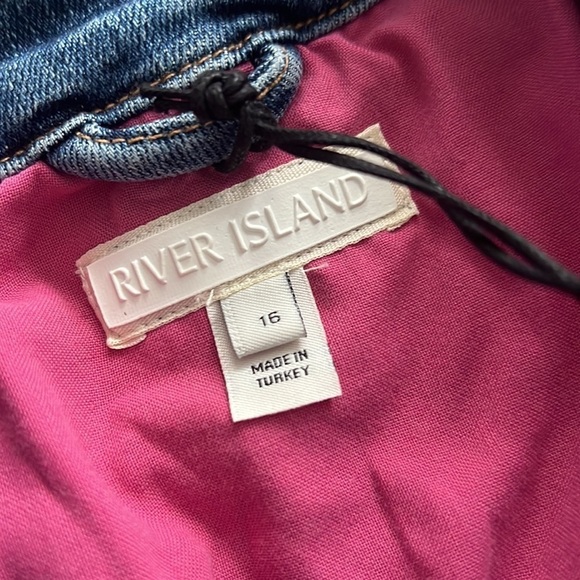 RIVER ISLAND
16
MADE IN
TURKEY